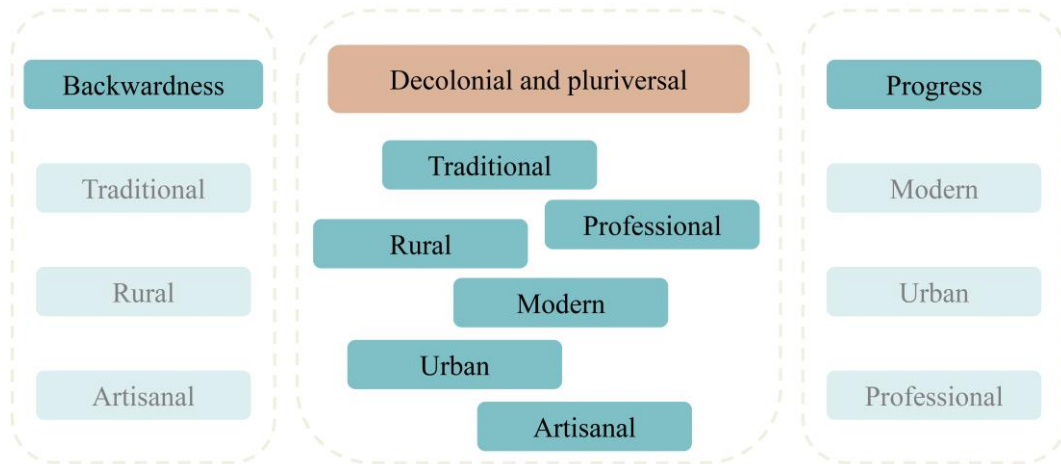 Backwardness
Traditional
Rural
Artisanal
Decolonial and pluriversal
Traditional
Professional
Rural
Modern
Urban
Artisanal
Progress
Modern
Urban
Professional